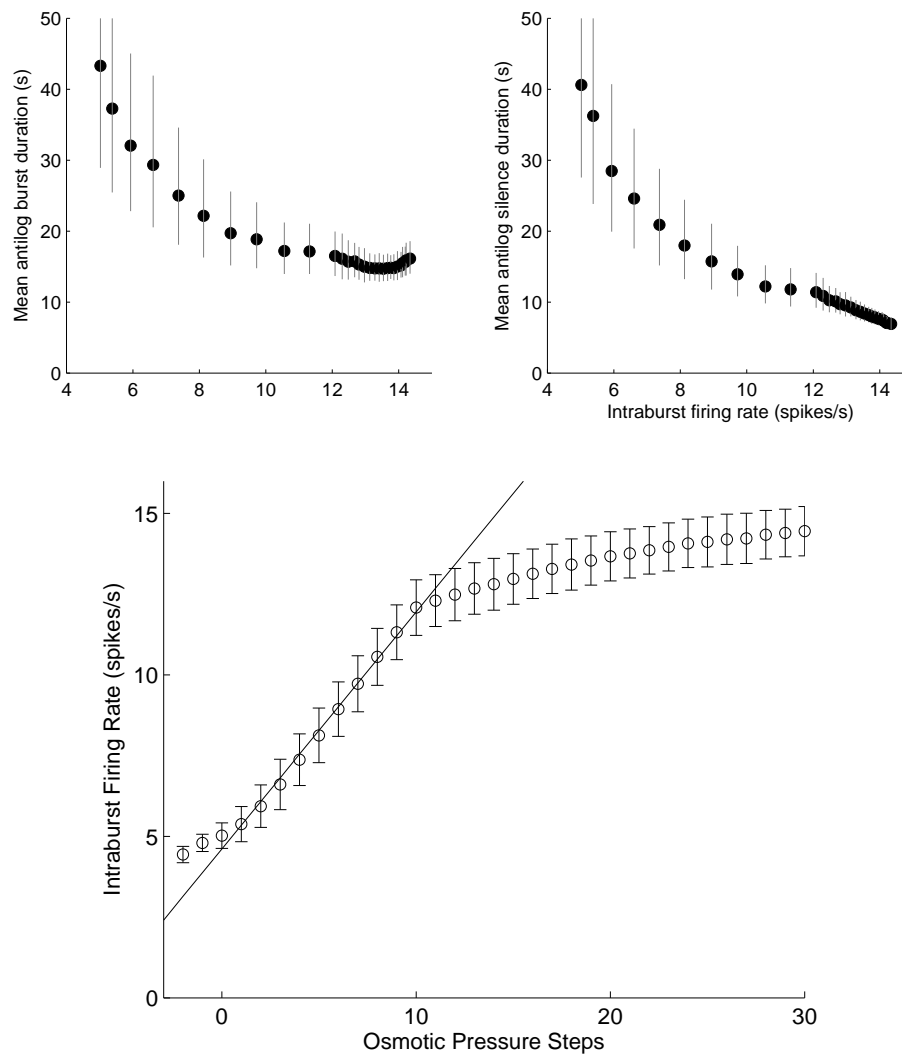 50
40
30
20
10
0
4 6 8 10 12 14
Mean antilog burst duration (s)
50
40
30
20
10
0
4 6 8 10 12 14
Mean antilog silence duration (s)
Intraburst firing rate (spikes/s)
15
10
5
0
0 10 20 30
Intraburst Firing Rate (spikes/s)
Osmotic Pressure Steps